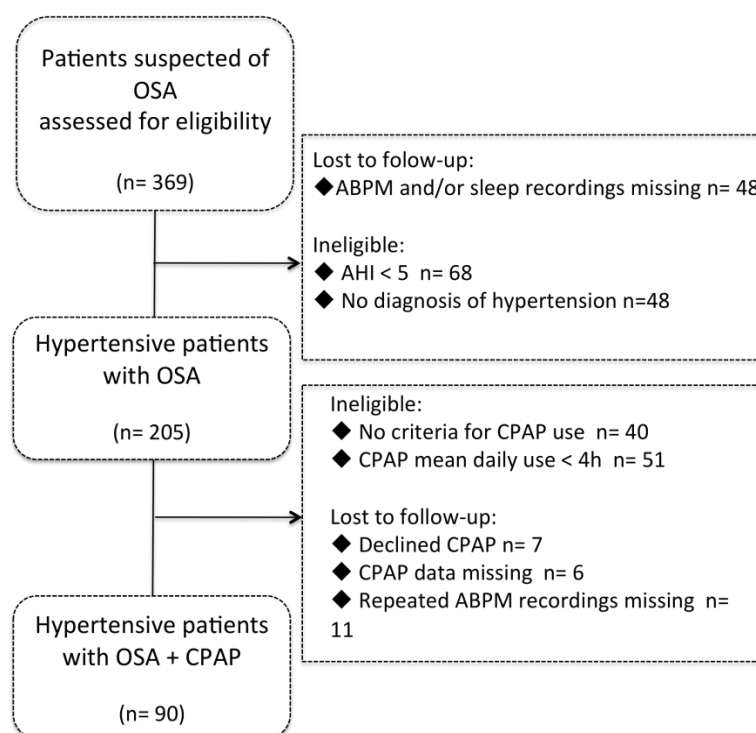 Patients suspected of
OSA
assessed for eligibility
(n= 369)
Lost to folow-up:
◆ABPM and/or sleep recordings missing n= 48
Ineligible:
◆ AHI < 5 n= 68
◆ No diagnosis of hypertension n=48
Hypertensive patients
with OSA
(n= 205)
Ineligible:
◆ No criteria for CPAP use n= 40
◆ CPAP mean daily use < 4h n= 51
Lost to follow-up:
◆ Declined CPAP n= 7
◆ CPAP data missing n= 6
◆ Repeated ABPM recordings missing n=
11
Hypertensive patients
with OSA + CPAP
(n= 90)